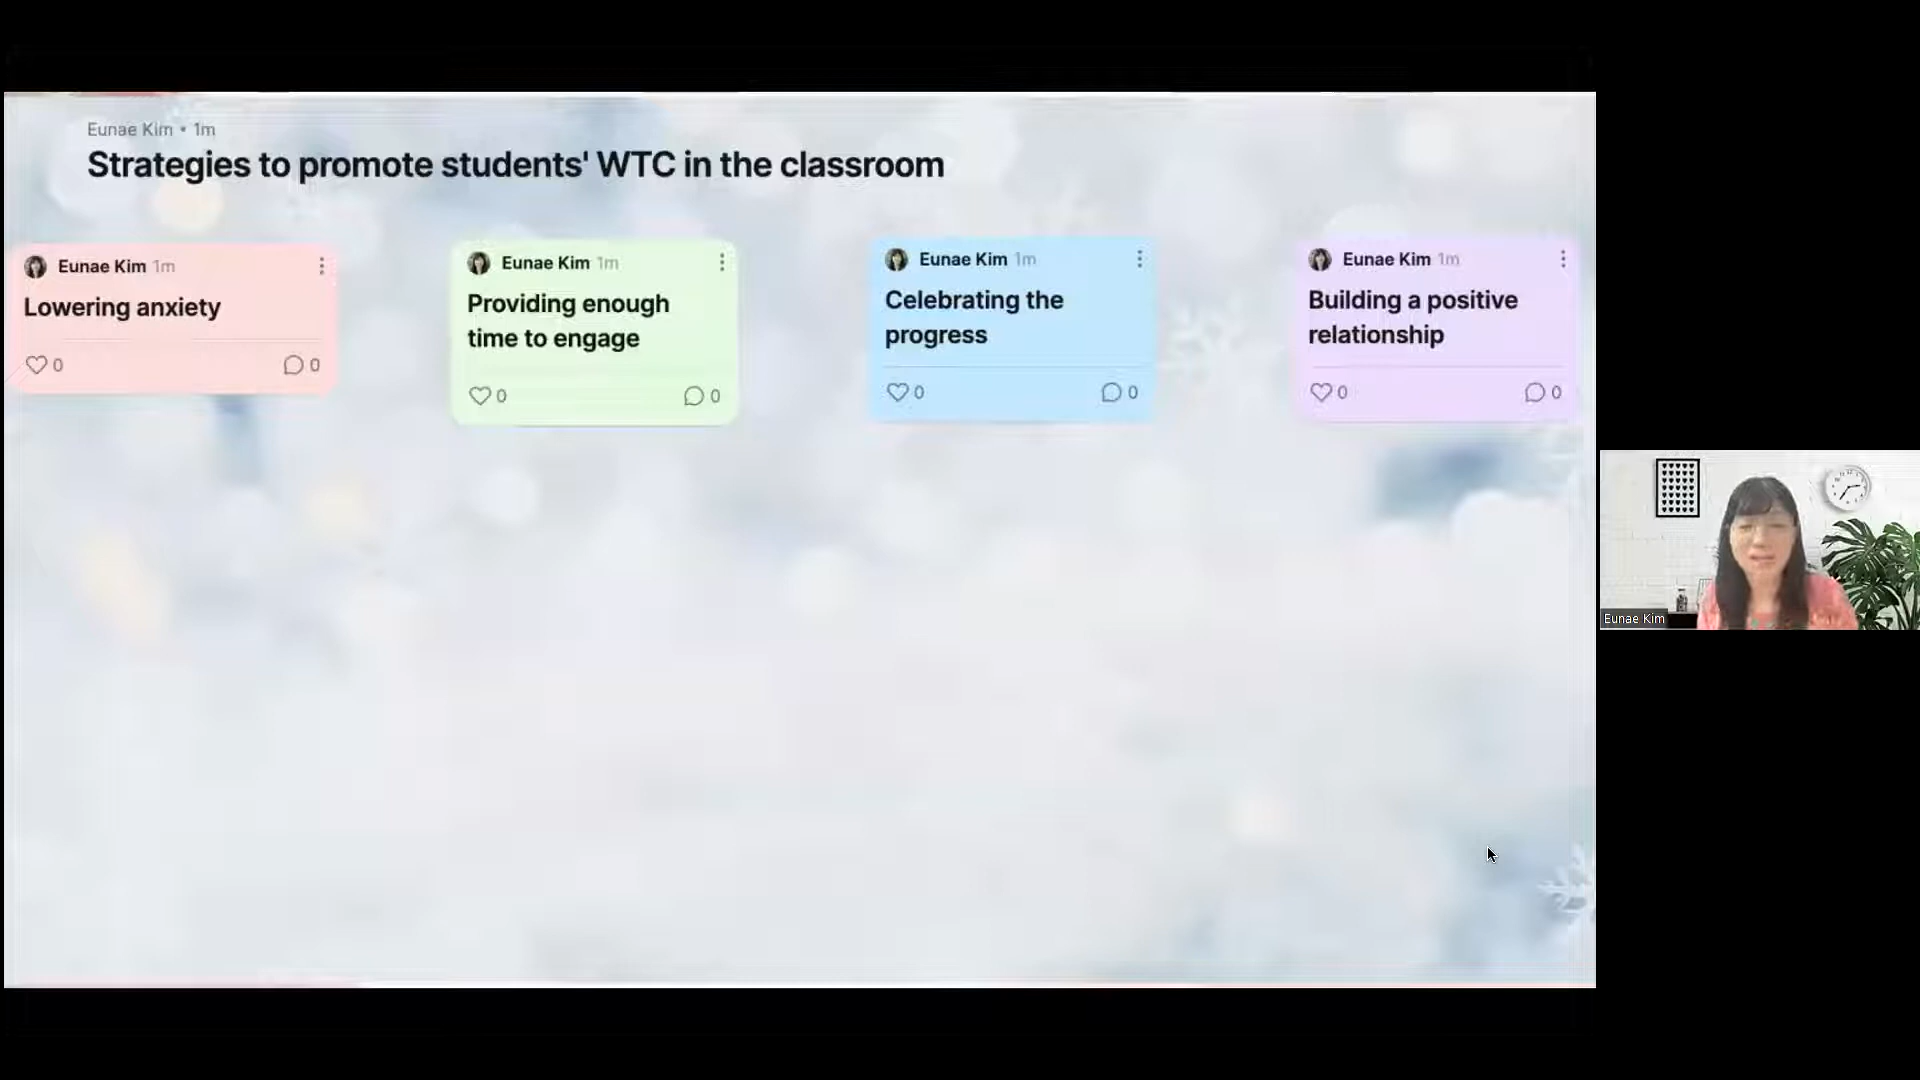 Eunae Kim • 1m
Strategies to promote students' WTC in the classroom
Eunae Kim 1m
Lowering anxiety
0 0
Eunae Kim 1m
Providing enough
time to engage
0 0
Eunae Kim 1m
Celebrating the
progress
0 0
Eunae Kim 1m
Building a positive
relationship
0 0
Eunae Kim